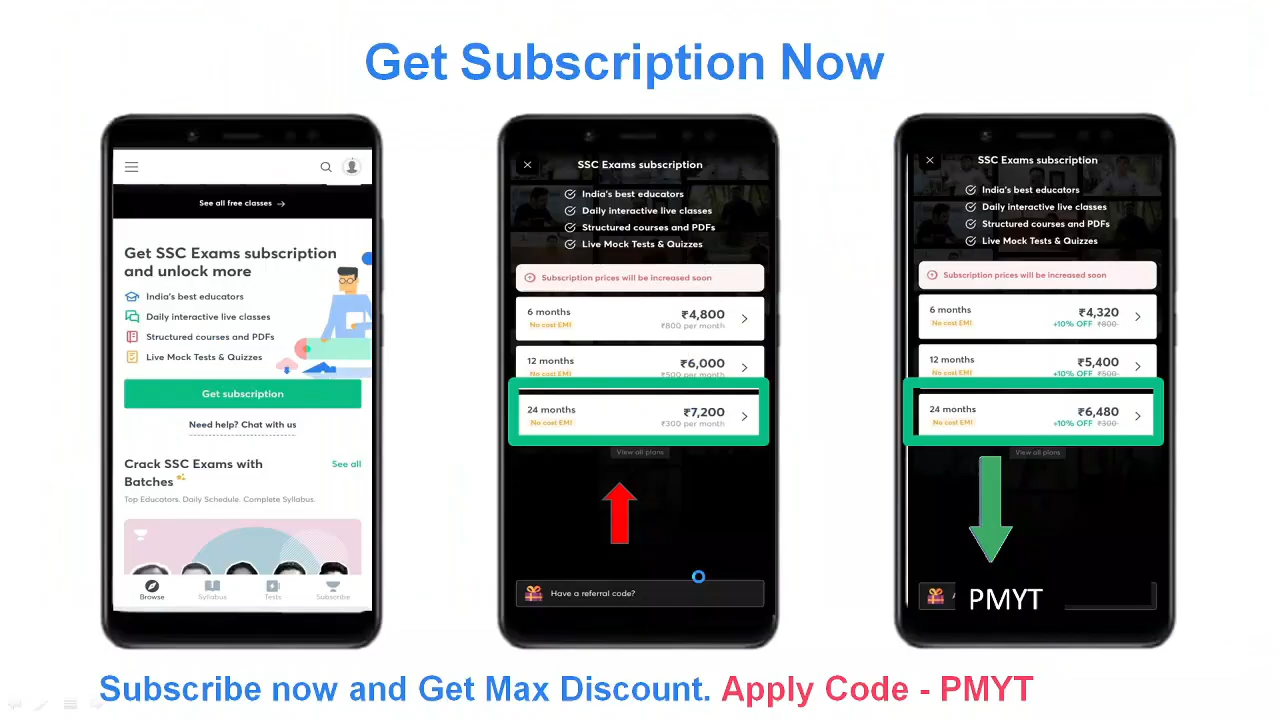 Get Subscription Now
See all free classes →
Get SSC Exams subscription
and unlock more
India's best educators
Daily interactive live classes
Structured courses and PDFs
Live Mock Tests & Quizzes
Get subscription
Need help? Chat with us
Crack SSC Exams with
Batches
See all
Top Educators. Daily Schedule. Complete Syllabus.
Browse
Syllabus
Tests
Subscribe
SSC Exams subscription
India's best educators
Daily interactive live classes
Structured courses and PDFs
Live Mock Tests & Quizzes
Subscription prices will be increased soon
6 months ₹4,800
No cost EMI ₹800 per month
12 months ₹6,000
No cost EMI ₹500 per month
24 months ₹7,200
No cost EMI ₹300 per month
View all plans
Have a referral code?
SSC Exams subscription
India's best educators
Daily interactive live classes
Structured courses and PDFs
Live Mock Tests & Quizzes
Subscription prices will be increased soon
6 months ₹4,320
No cost EMI +10% OFF ₹800
12 months ₹5,400
No cost EMI +10% OFF ₹500
24 months ₹6,480
No cost EMI +10% OFF ₹300
View all plans
PMYT
Subscribe now and Get Max Discount. Apply Code - PMYT